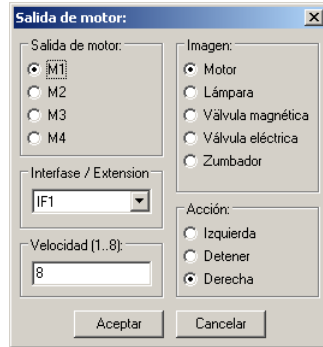 Salida de motor:
Salida de motor:
M1
M2
M3
M4
Interfase / Extension
IF1
Velocidad (1..8):
8
Imagen:
Motor
Lámpara
Välvula magnética
Válvula eléctrica
Zumbador
Acción:
Izquierda
Detener
Derecha
Aceptar
Cancelar